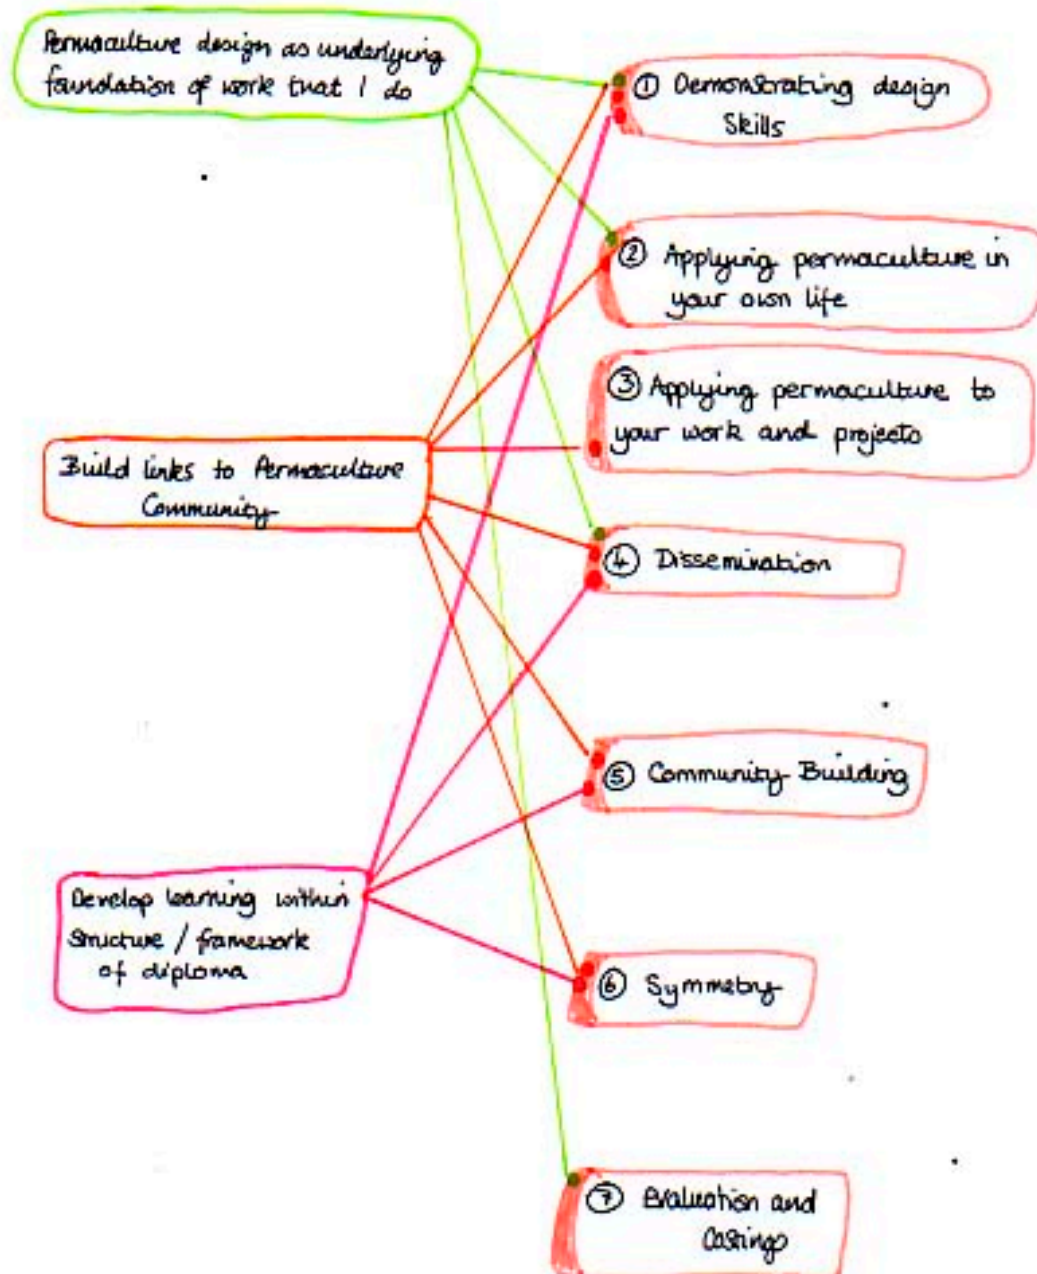 Permaculture design as underlying
foundation of work that I do
① Demonstrating design
Skills
② Applying permaculture in
your own life
③ Applying permaculture to
your work and projects
Build links to Permaculture
Community
④ Dissemination
⑤ Community Building
Develop learning within
Structure / framework
of diploma
⑥ Symmetry
⑦ Evaluation and
Costings